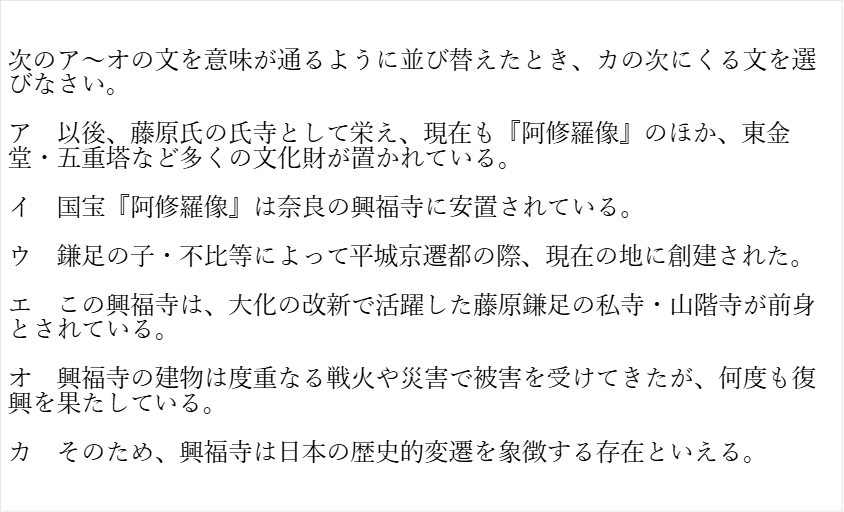 次のア～オの文を意味が通るように並び替えたとき、カの次にくる文を選
びなさい。
ア　以後、藤原氏の氏寺として栄え、現在も『阿修羅像』のほか、東金
堂・五重塔など多くの文化財が置かれている。
イ　国宝『阿修羅像』は奈良の興福寺に安置されている。
ウ　鎌足の子・不比等によって平城京遷都の際、現在の地に創建された。
エ　この興福寺は、大化の改新で活躍した藤原鎌足の私寺・山階寺が前身
とされている。
オ　興福寺の建物は度重なる戦火や災害で被害を受けてきたが、何度も復
興を果たしている。
カ　そのため、興福寺は日本の歴史的変遷を象徴する存在といえる。